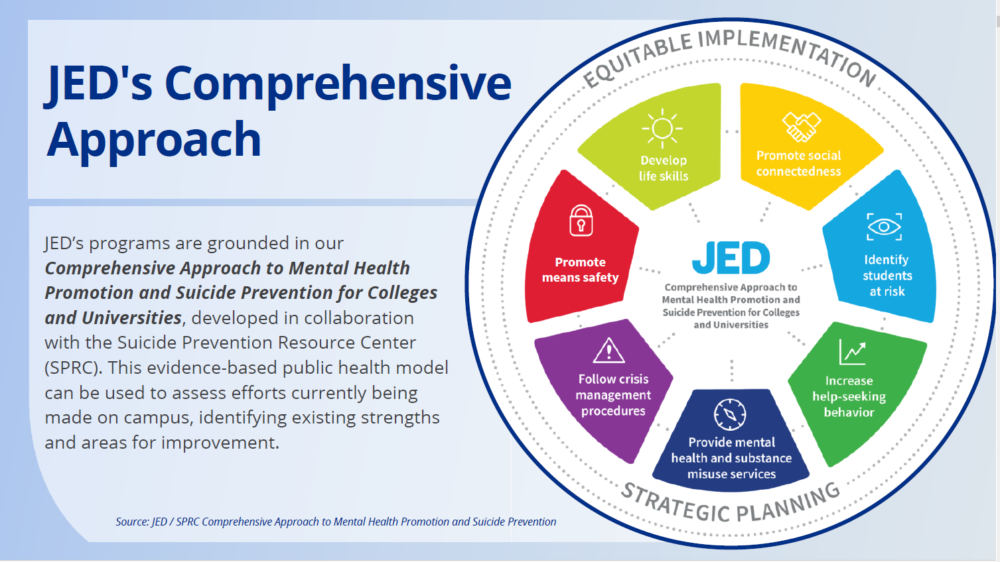 JED's Comprehensive
Approach
JED’s programs are grounded in our
Comprehensive Approach to Mental Health
Promotion and Suicide Prevention for Colleges
and Universities, developed in collaboration
with the Suicide Prevention Resource Center
(SPRC). This evidence-based public health model
can be used to assess efforts currently being
made on campus, identifying existing strengths
and areas for improvement.
Source: JED / SPRC Comprehensive Approach to Mental Health Promotion and Suicide Prevention
EQUITABLE IMPLEMENTATION
Develop
life skills
Promote social
connectedness
Identify
students
at risk
Increase
help-seeking
behavior
Provide mental
health and substance
misuse services
Follow crisis
management
procedures
Promote
means safety
JED
Comprehensive Approach to
Mental Health Promotion and
Suicide Prevention for Colleges
and Universities
STRATEGIC PLANNING